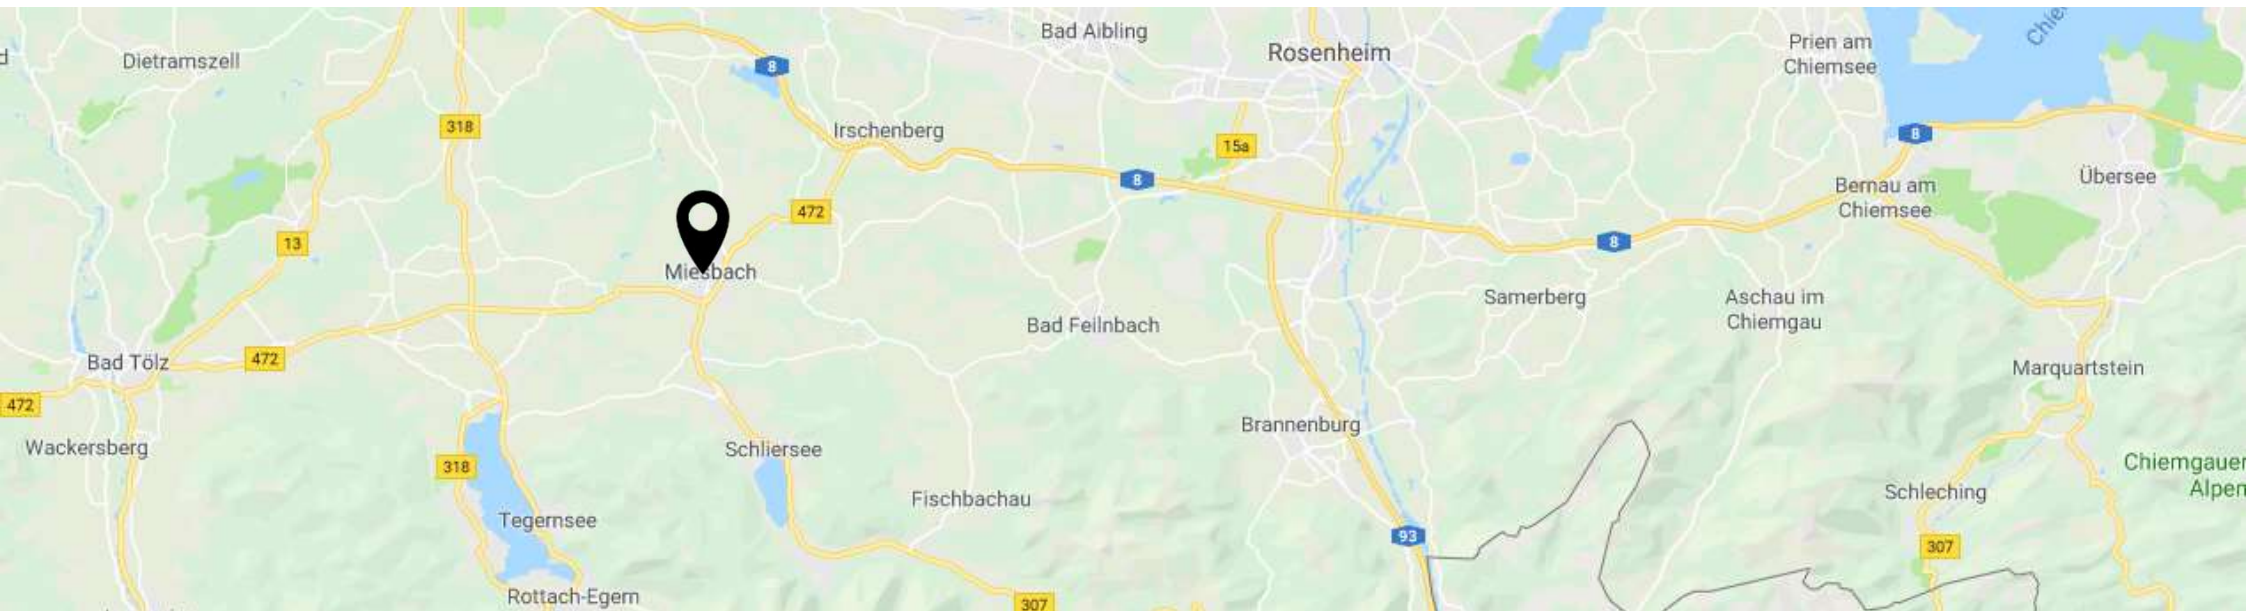 Bad Aibling
Rosenheim
Prien am
Chiemsee
Dietramszell
8
318
Irschenberg
8
15a
8
Übersee
Bernau am
Chiemsee
472
13
8
Miesbach
Samerberg
Aschau im
Chiemgau
Bad Feilnbach
Bad Tölz
472
Marquartstein
472
Brannenburg
Wackersberg
Schliersee
318
Chiemgauer
Alpen
Schleching
Fischbachau
Tegernsee
93
307
Rottach-Egern
307